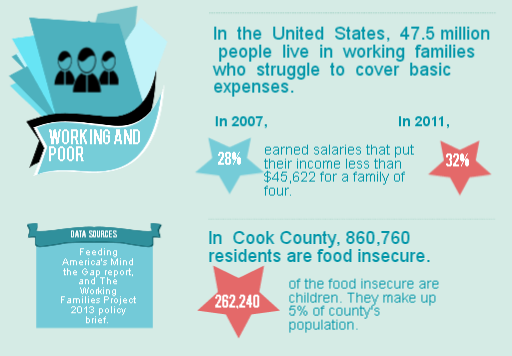 In the United States, 47.5 million
people live in working families
who struggle to cover basic
expenses.
In 2007,
In 2011,
28%
earned salaries that put
their income less than
$45,622 for a family of
four.
32%
WORKING AND
POOR
DATA SOURCES
Feeding
America's Mind
the Gap report,
and The
Working
Families Project
2013 policy
brief.
In Cook County, 860,760
residents are food insecure.
262,240
of the food insecure are
children. They make up
5% of county's
population.